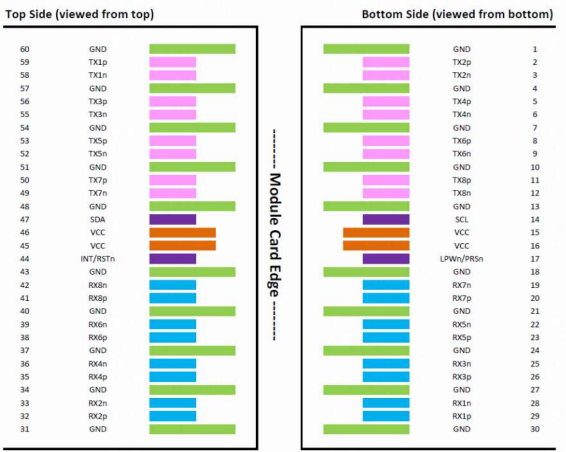 Top Side (viewed from top)
Bottom Side (viewed from bottom)
60 GND
59 TX1p
58 TX1n
57 GND
56 TX3p
55 TX3n
54 GND
53 TX5p
52 TX5n
51 GND
50 TX7p
49 TX7n
48 GND
47 SDA
46 VCC
45 VCC
44 INT/RSTn
43 GND
42 RX8n
41 RX8p
40 GND
39 RX6n
38 RX6p
37 GND
36 RX4n
35 RX4p
34 GND
33 RX2n
32 RX2p
31 GND
-------- Module Card Edge --------
GND 1
TX2p 2
TX2n 3
GND 4
TX4p 5
TX4n 6
GND 7
TX6p 8
TX6n 9
GND 10
TX8p 11
TX8n 12
GND 13
SCL 14
VCC 15
VCC 16
LPWn/PRSn 17
GND 18
RX7n 19
RX7p 20
GND 21
RX5n 22
RX5p 23
GND 24
RX3n 25
RX3p 26
GND 27
RX1n 28
RX1p 29
GND 30